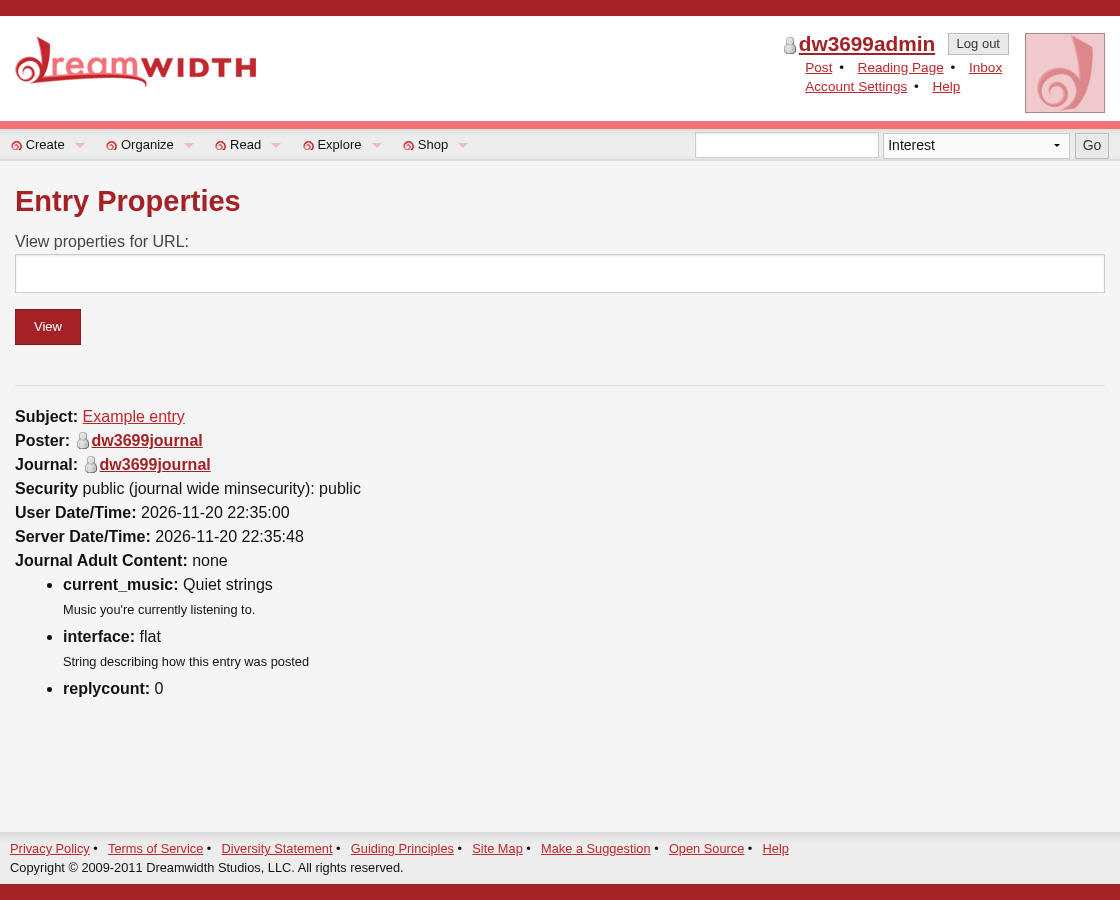 dreamwidth
dw3699admin Log out
Post • Reading Page • Inbox
Account Settings • Help
Create Organize Read Explore Shop Interest Go
Entry Properties
View properties for URL:
View
Subject: Example entry
Poster: dw3699journal
Journal: dw3699journal
Security public (journal wide minsecurity): public
User Date/Time: 2026-11-20 22:35:00
Server Date/Time: 2026-11-20 22:35:48
Journal Adult Content: none
• current_music: Quiet strings
Music you're currently listening to.
• interface: flat
String describing how this entry was posted
• replycount: 0
Privacy Policy • Terms of Service • Diversity Statement • Guiding Principles • Site Map • Make a Suggestion • Open Source • Help
Copyright © 2009-2011 Dreamwidth Studios, LLC. All rights reserved.